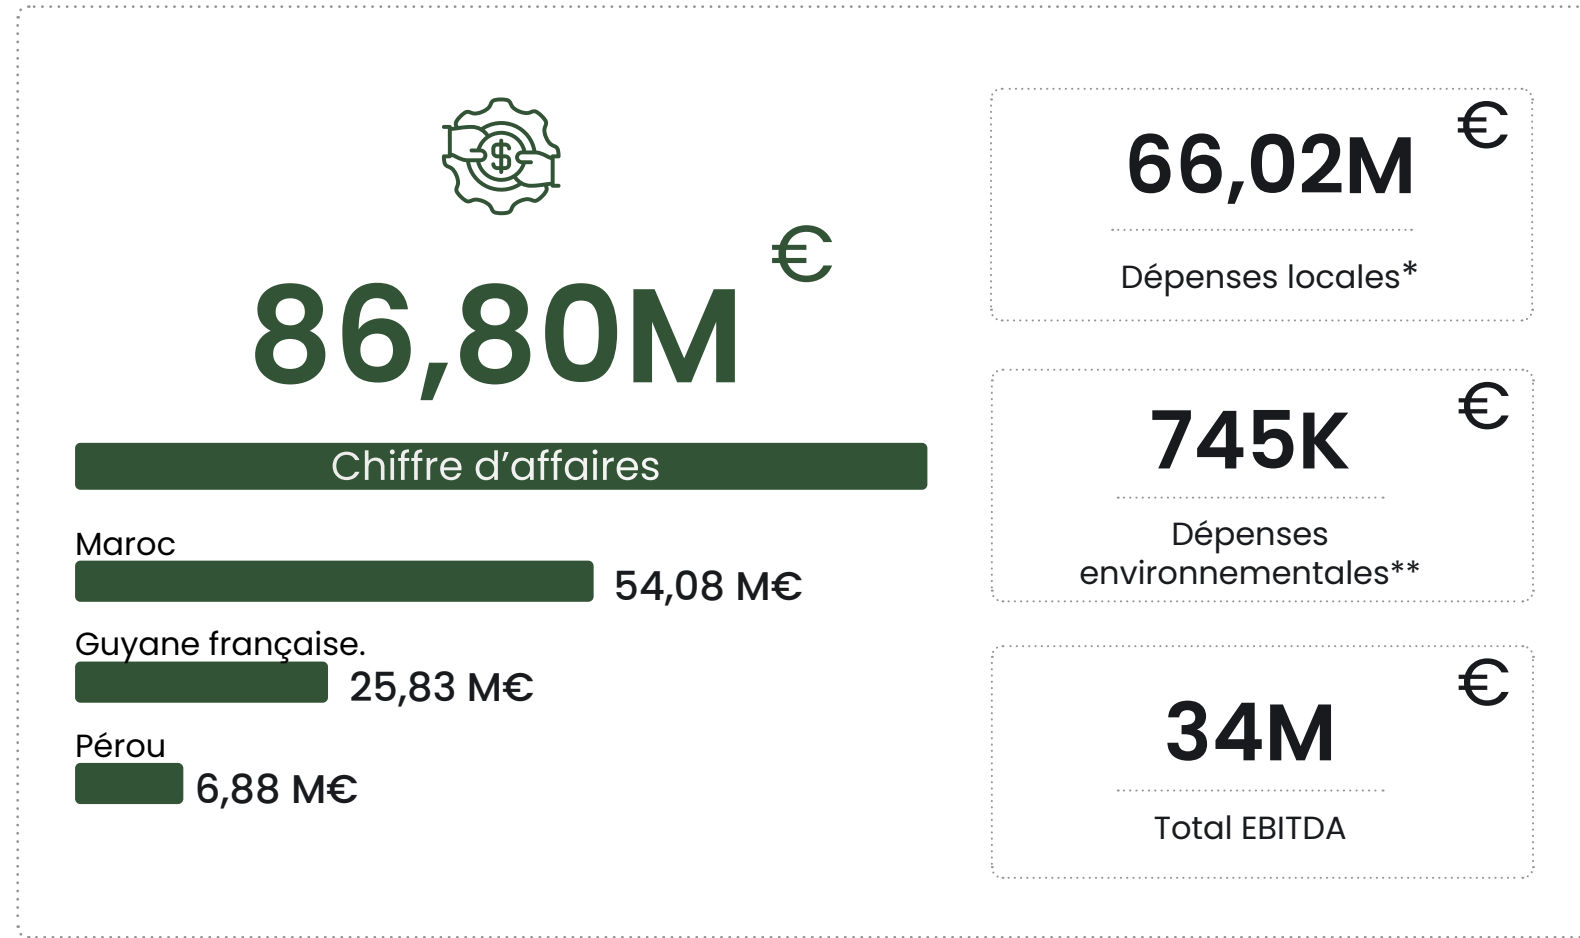 $
€
86,80M
Chiffre d’affaires
Maroc
54,08 M€
Guyane française.
25,83 M€
Pérou
6,88 M€
€
66,02M
Dépenses locales*
€
745K
Dépenses
environnementales**
€
34M
Total EBITDA